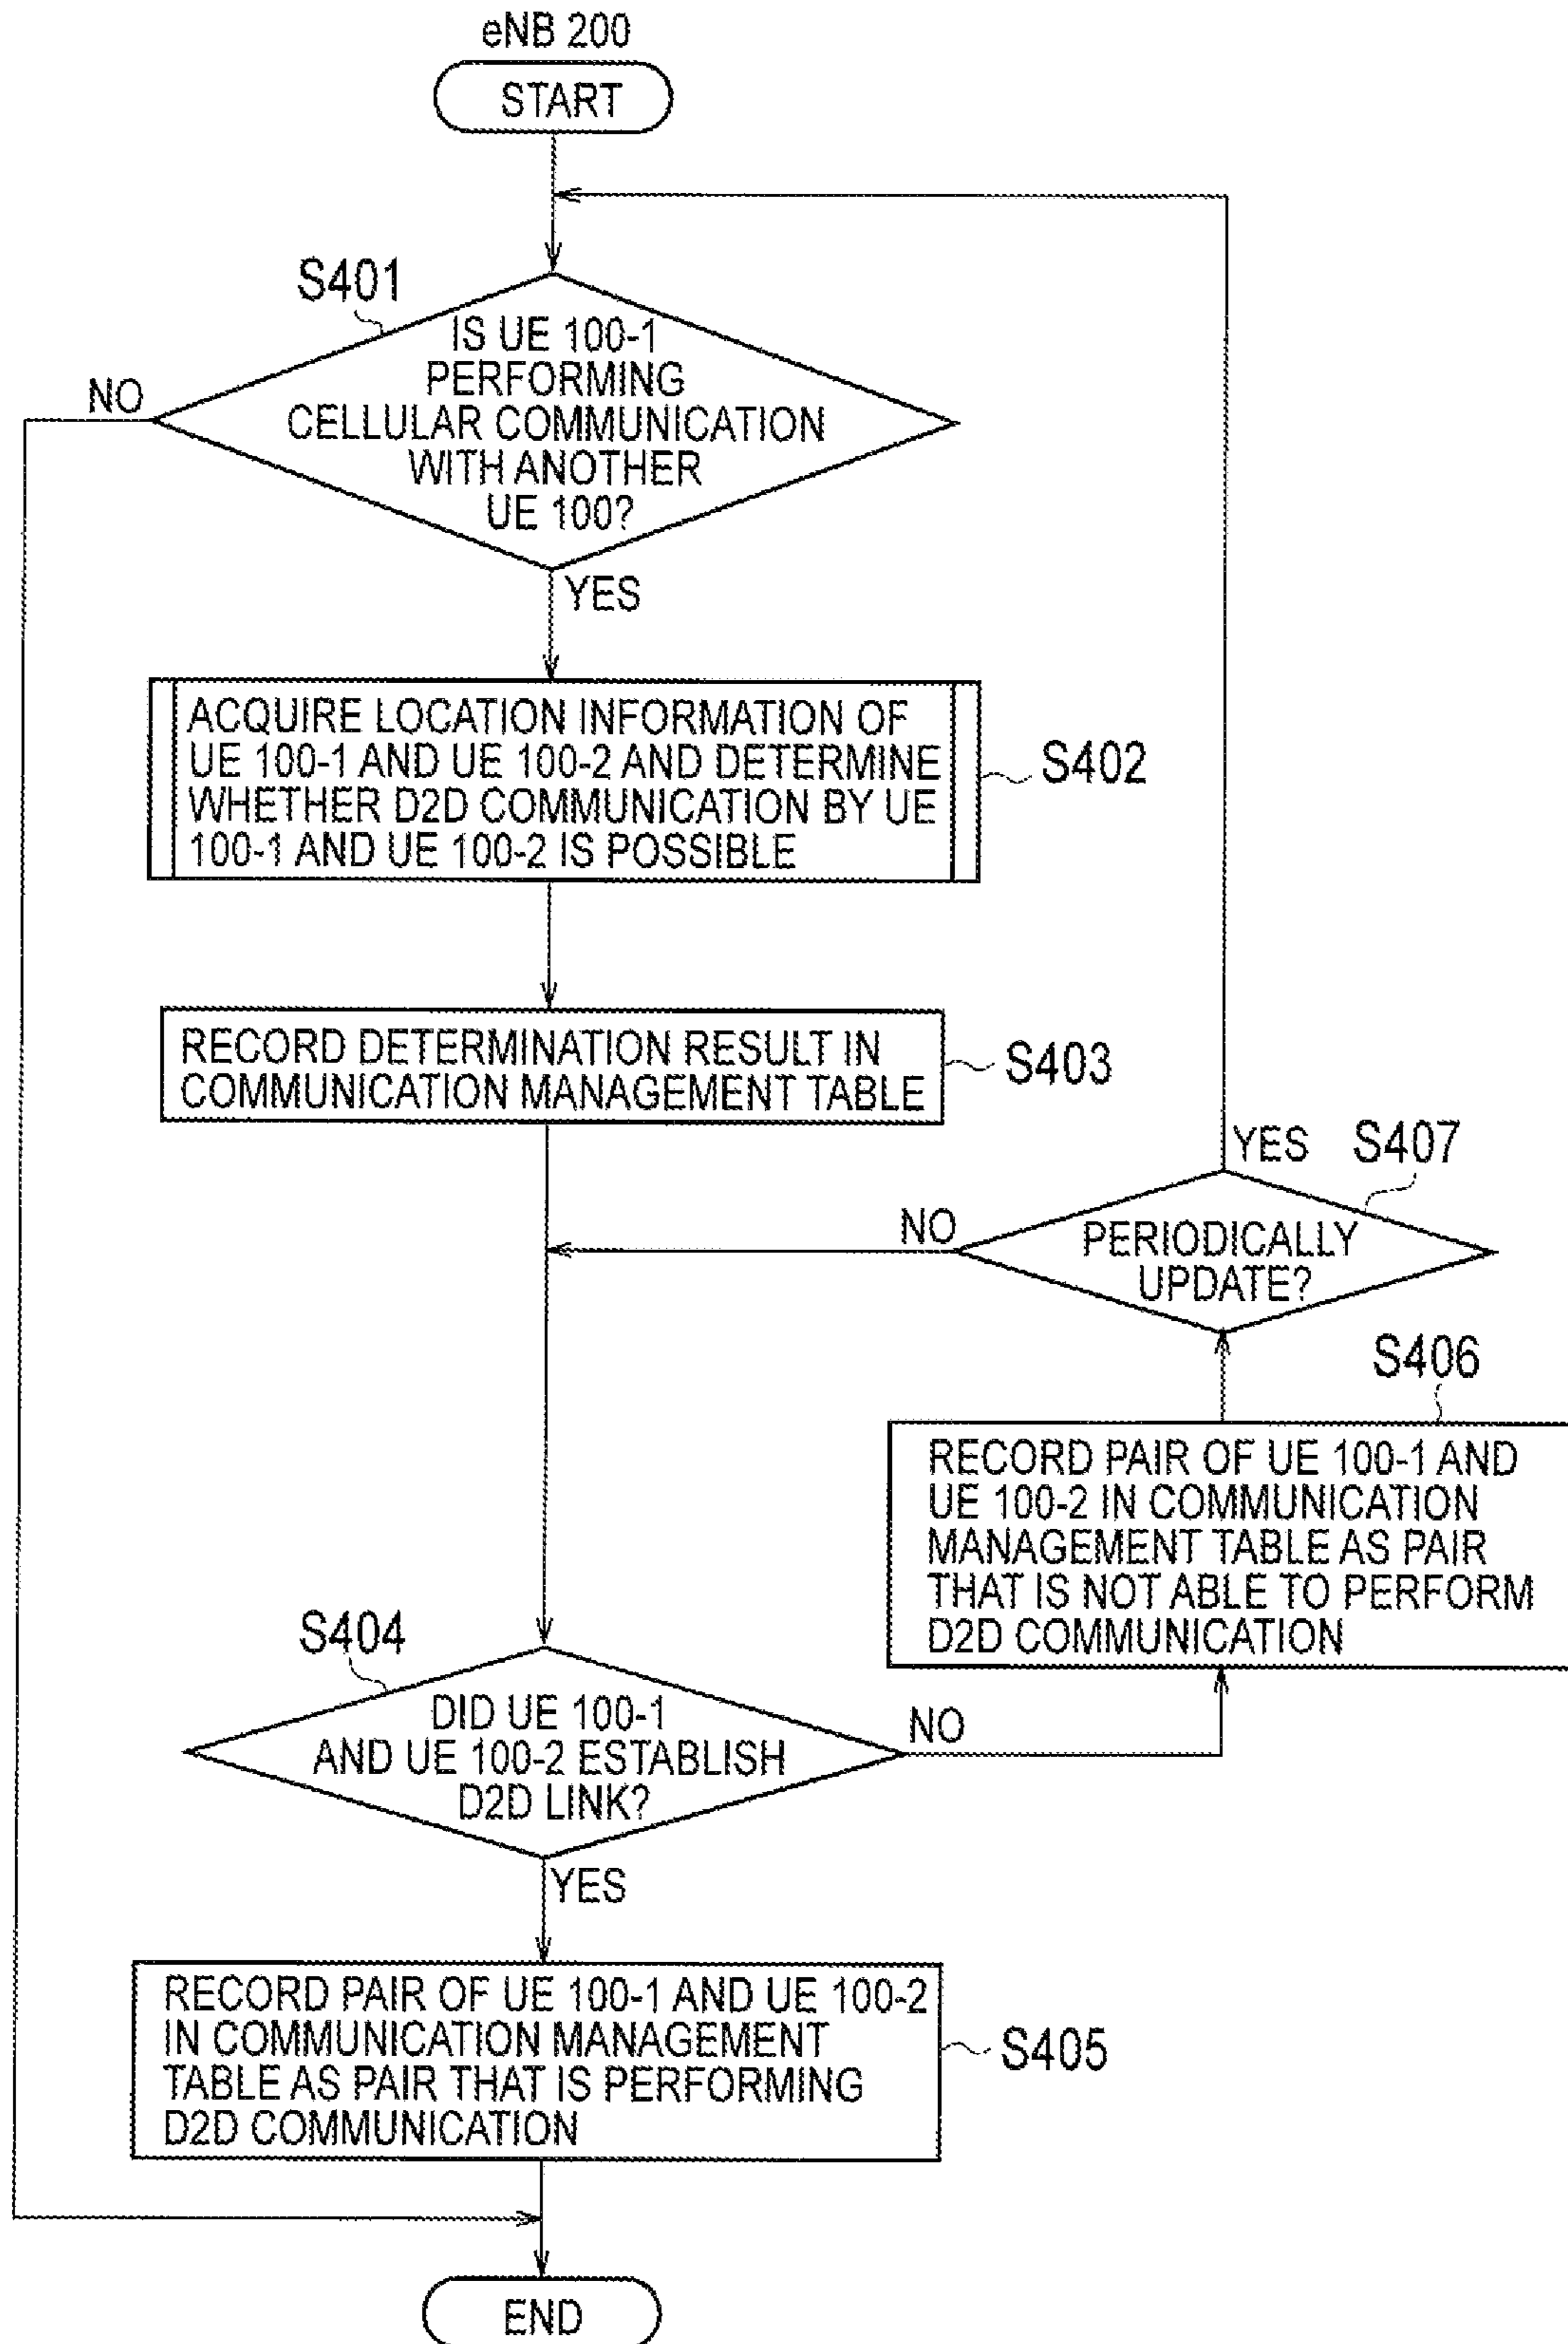 eNB 200
START
S401
IS UE 100-1
PERFORMING
CELLULAR COMMUNICATION
WITH ANOTHER
UE 100?
NO
YES
ACQUIRE LOCATION INFORMATION OF
UE 100-1 AND UE 100-2 AND DETERMINE
WHETHER D2D COMMUNICATION BY UE
100-1 AND UE 100-2 IS POSSIBLE
S402
RECORD DETERMINATION RESULT IN
COMMUNICATION MANAGEMENT TABLE
S403
YES
S407
NO
PERIODICALLY
UPDATE?
S406
RECORD PAIR OF UE 100-1 AND
UE 100-2 IN COMMUNICATION
MANAGEMENT TABLE AS PAIR
THAT IS NOT ABLE TO PERFORM
D2D COMMUNICATION
S404
DID UE 100-1
AND UE 100-2 ESTABLISH
D2D LINK?
NO
YES
RECORD PAIR OF UE 100-1 AND UE 100-2
IN COMMUNICATION MANAGEMENT
TABLE AS PAIR THAT IS PERFORMING
D2D COMMUNICATION
S405
END